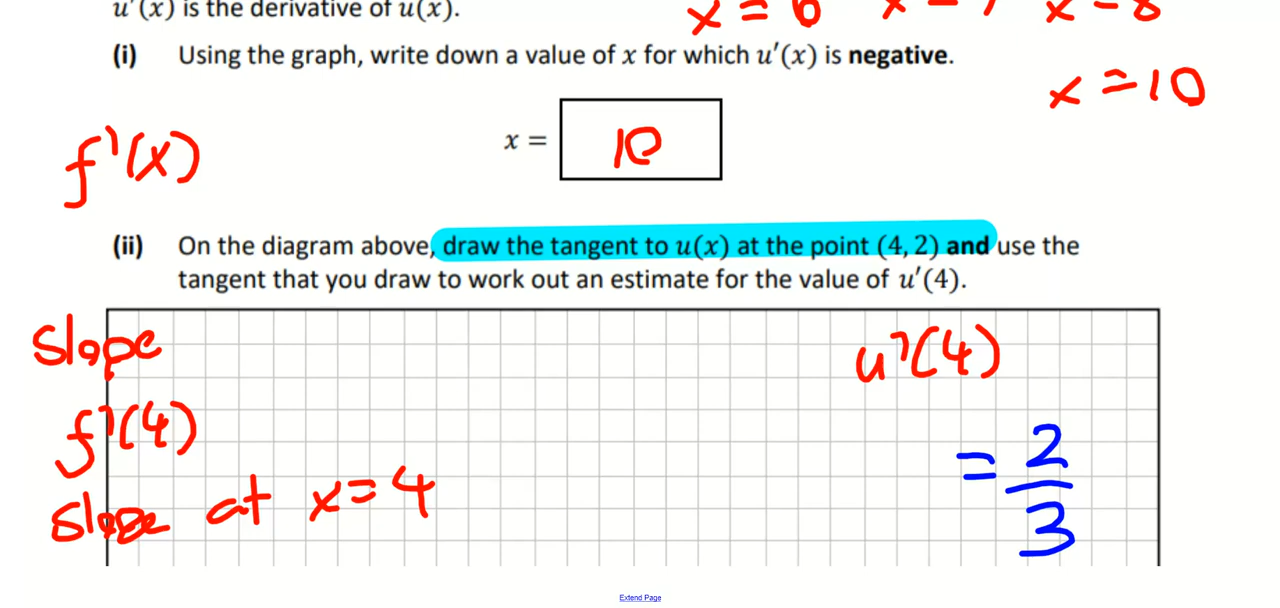 u'(x) is the derivative of u(x).
x = 6 x = 7 x = 8
(i) Using the graph, write down a value of x for which u'(x) is negative.
x = 10
x = 10
f'(x)
(ii) On the diagram above, draw the tangent to u(x) at the point (4, 2) and use the
tangent that you draw to work out an estimate for the value of u'(4).
Slope
u'(4)
f'(4)
= 2/3
Slope at x = 4
Extend Page